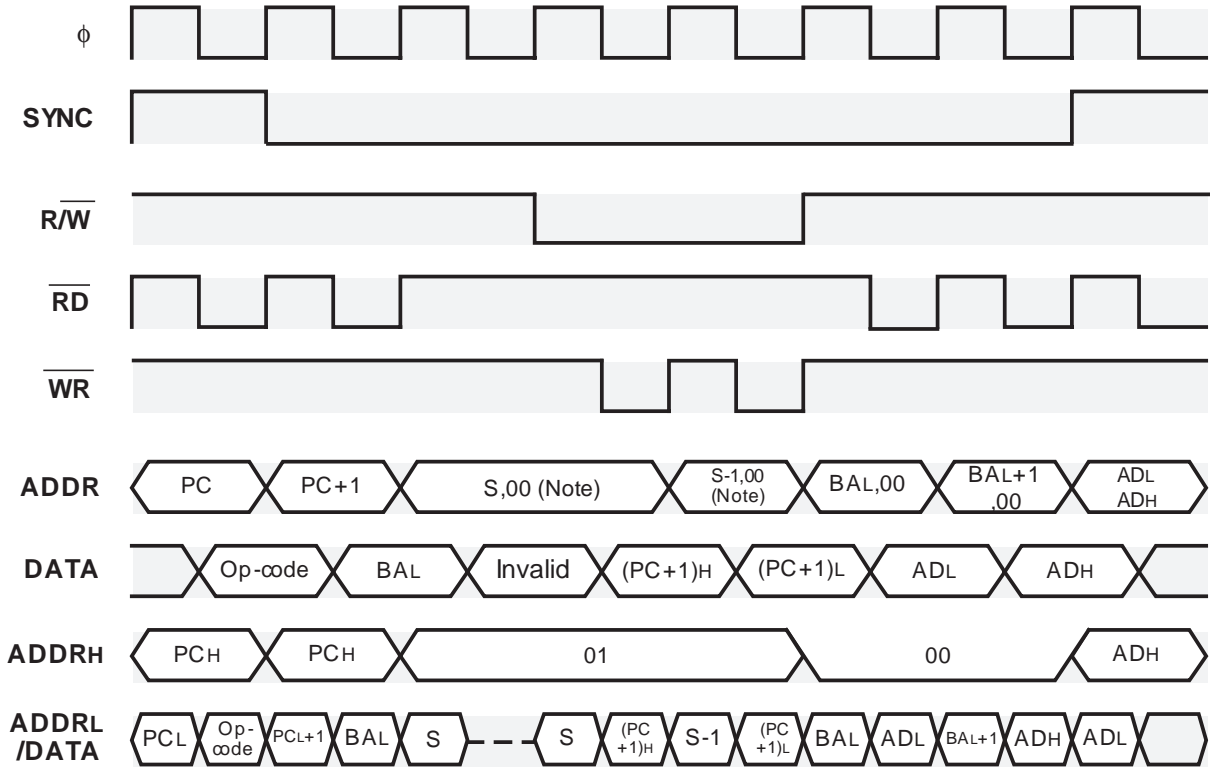 ϕ
SYNC
R/W
RD
WR
ADDR PC PC+1 S,00 (Note) S-1,00 (Note) BAL,00 BAL+1 ,00 ADL ADH
DATA Op-code BAL Invalid (PC+1)H (PC+1)L ADL ADH
ADDRH PCH PCH 01 00 ADH
ADDRL /DATA PCL Op-code PCL+1 BAL S S (PC +1)H S-1 (PC +1)L BAL ADL BAL+1 ADH ADL